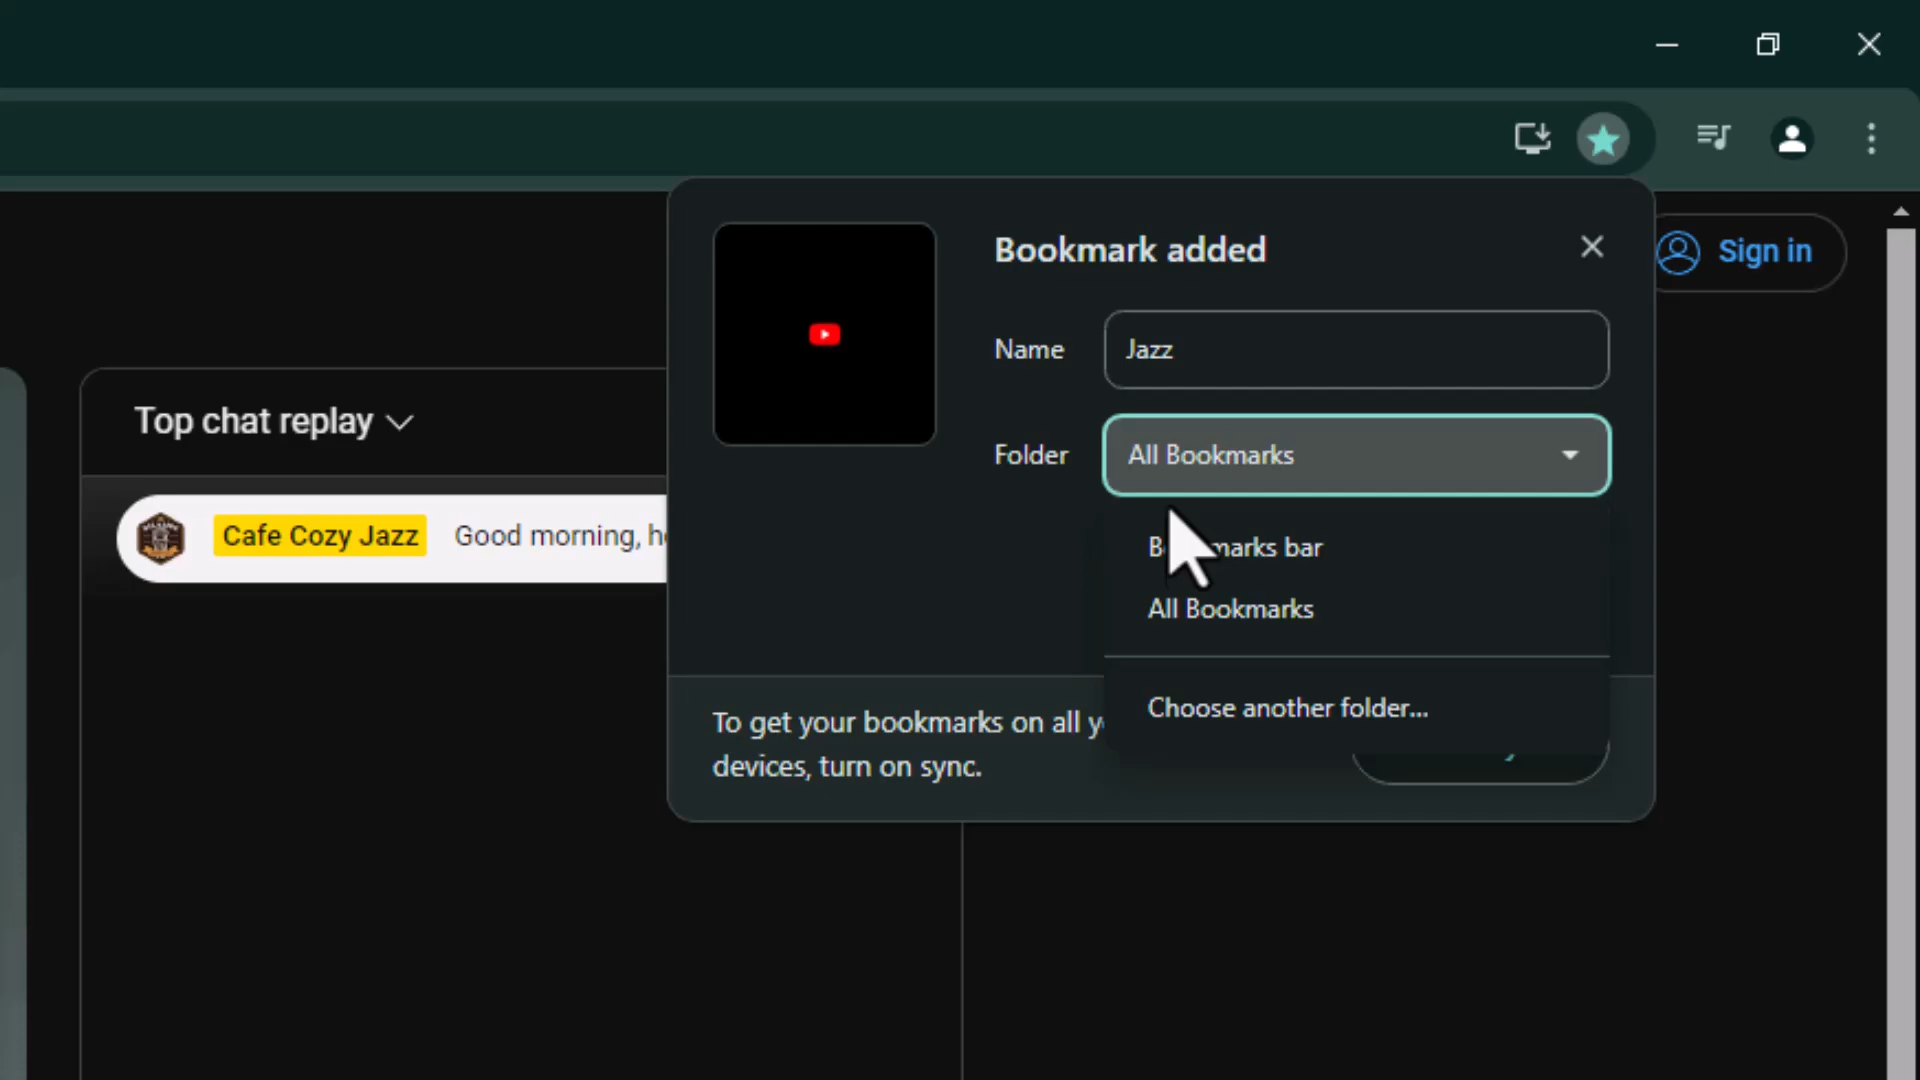 Bookmark added
Sign in
Name
Jazz
Top chat replay
Folder
All Bookmarks
Cafe Cozy Jazz Good morning,
marks bar
All Bookmarks
Choose another folder...
To get your bookmarks on all
devices, turn on sync.